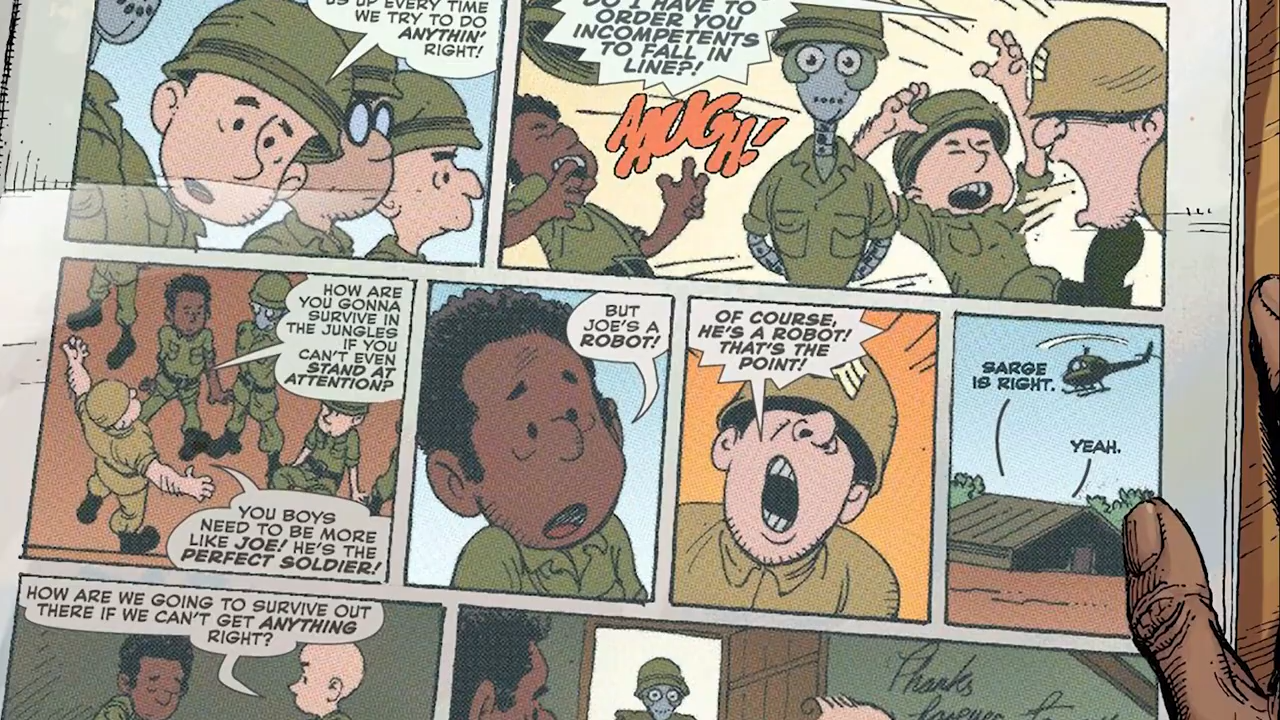 US UP EVERY TIME
WE TRY TO DO
ANYTHIN'
RIGHT!
DO I HAVE TO
ORDER YOU
INCOMPETENTS
TO FALL IN
LINE?!
AAUGH!
HOW ARE
YOU GONNA
SURVIVE IN
THE JUNGLES
IF YOU
CAN'T EVEN
STAND AT
ATTENTION?
YOU BOYS
NEED TO BE MORE
LIKE JOE! HE'S THE
PERFECT SOLDIER!
BUT
JOE'S A
ROBOT!
OF COURSE,
HE'S A ROBOT!
THAT'S THE
POINT!
SARGE
IS RIGHT.
YEAH.
HOW ARE WE GOING TO SURVIVE OUT
THERE IF WE CAN'T GET ANYTHING
RIGHT?
Thanks